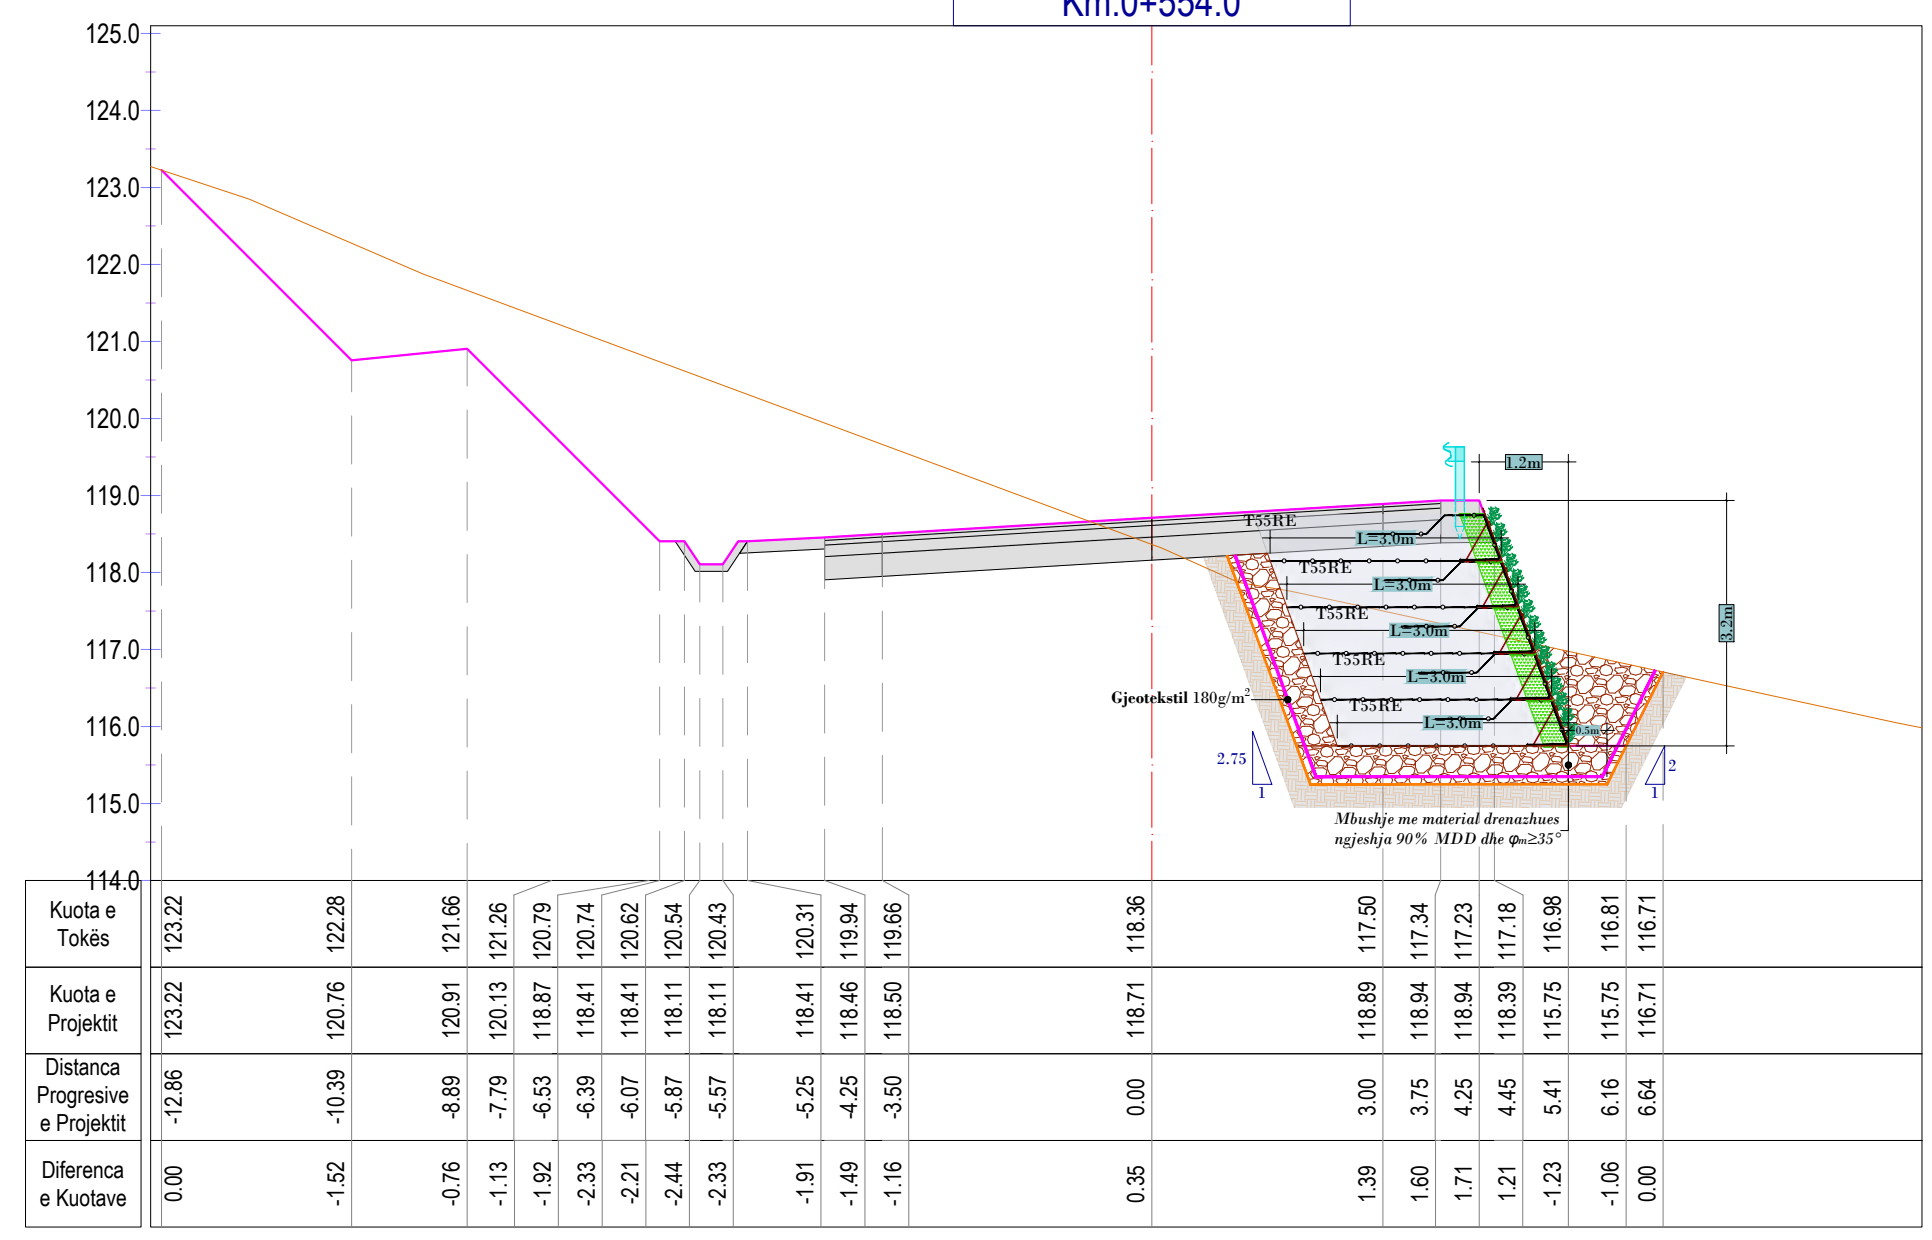 Km.0+554.0
125.0
124.0
123.0
122.0
121.0
120.0
119.0
118.0
117.0
116.0
115.0
114.0
1.2m
3.2m
T55RE
L=3.0m
T55RE
L=3.0m
T55RE
L=3.0m
T55RE
L=3.0m
T55RE
L=3.0m
Gjeotekstil 180g/m²
0.5m
2.75
1
2
1
Mbushje me material drenazhues
ngjeshja 90% MDD dhe φm≥35°
Kuota e
Tokës
123.22 122.28 121.66 121.26 120.79 120.74 120.62 120.54 120.43 120.31 119.94 119.66 118.36 117.50 117.34 117.23 117.18 116.98 116.81 116.71
Kuota e
Projektit
123.22 120.76 120.91 120.13 118.87 118.41 118.41 118.11 118.11 118.41 118.46 118.50 118.71 118.89 118.94 118.94 118.39 115.75 115.75 116.71
Distanca
Progresive
e Projektit
-12.86 -10.39 -8.89 -7.79 -6.53 -6.39 -6.07 -5.87 -5.57 -5.25 -4.25 -3.50 0.00 3.00 3.75 4.25 4.45 5.41 6.16 6.64
Diferenca
e Kuotave
0.00 -1.52 -0.76 -1.13 -1.92 -2.33 -2.21 -2.44 -2.33 -1.91 -1.49 -1.16 0.35 1.39 1.60 1.71 1.21 -1.23 -1.06 0.00